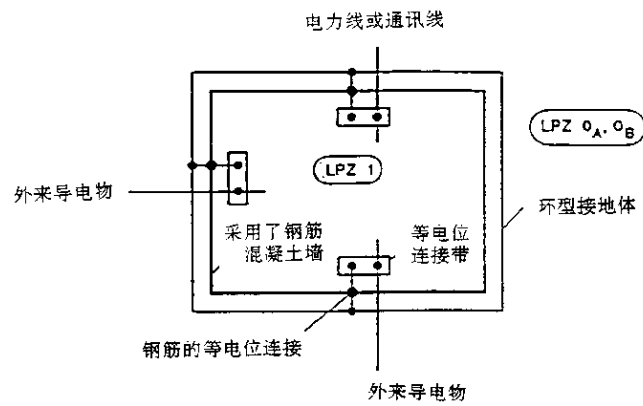 电力线或通讯线
LPZ 0A, 0B
LPZ 1
外来导电物
环型接地体
采用了钢筋
混凝土墙
等电位
连接带
钢筋的等电位连接
外来导电物